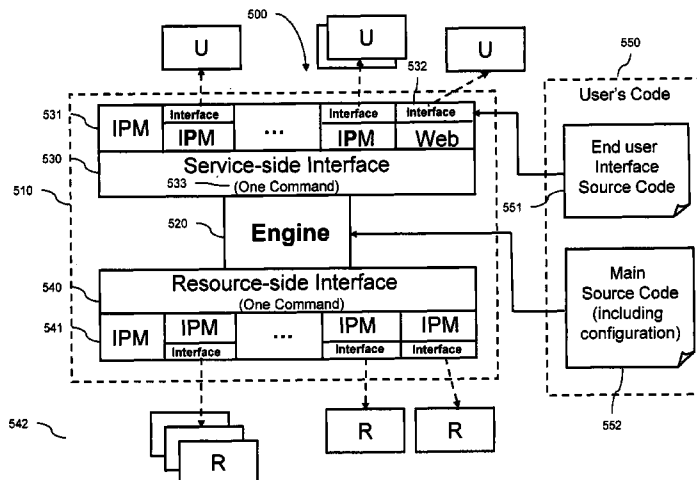 500
U
U
U
532
550
User's Code
531
IPM
Interface
IPM
...
Interface
IPM
Interface
Web
530
Service-side Interface
533
(One Command)
End user
Interface
Source Code
551
510
520
Engine
540
Resource-side Interface
(One Command)
Main
Source Code
(including
configuration)
541
IPM
IPM
Interface
...
IPM
Interface
IPM
Interface
552
542
R
R
R